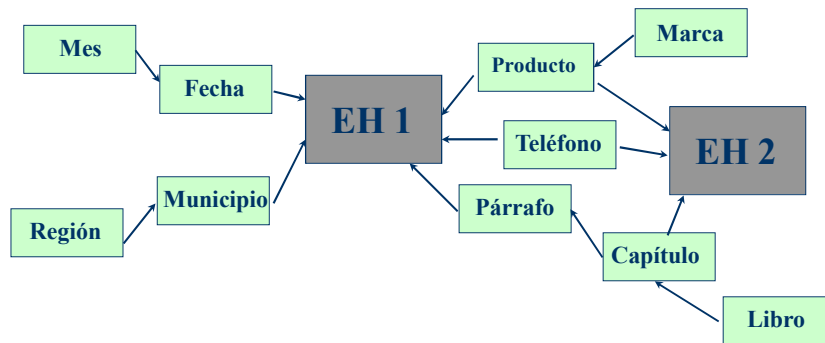 Mes
Marca
Producto
Fecha
EH 1
Teléfono
EH 2
Municipio
Párrafo
Región
Capítulo
Libro